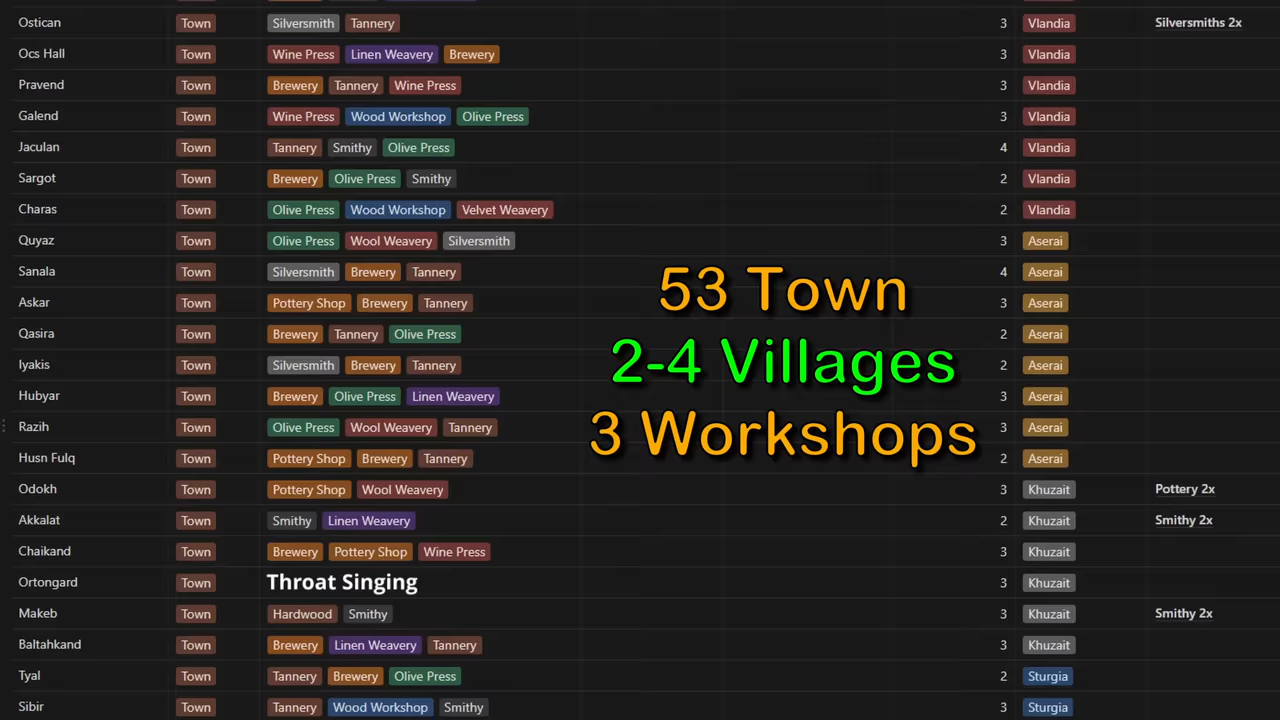 Ostican Town Silversmith Tannery 3 Vlandia Silversmiths 2x
Ocs Hall Town Wine Press Linen Weavery Brewery 3 Vlandia
Pravend Town Brewery Tannery Wine Press 3 Vlandia
Galend Town Wine Press Wood Workshop Olive Press 3 Vlandia
Jaculan Town Tannery Smithy Olive Press 4 Vlandia
Sargot Town Brewery Olive Press Smithy 2 Vlandia
Charas Town Olive Press Wood Workshop Velvet Weavery 2 Vlandia
Quyaz Town Olive Press Wool Weavery Silversmith 3 Aserai
Sanala Town Silversmith Brewery Tannery 4 Aserai
Askar Town Pottery Shop Brewery Tannery 3 Aserai
Qasira Town Brewery Tannery Olive Press 2 Aserai
Iyakis Town Silversmith Brewery Tannery 2 Aserai
Hubyar Town Brewery Olive Press Linen Weavery 3 Aserai
Razih Town Olive Press Wool Weavery Tannery 3 Aserai
Husn Fulq Town Pottery Shop Brewery Tannery 2 Aserai
Odokh Town Pottery Shop Wool Weavery 3 Khuzait Pottery 2x
Akkalat Town Smithy Linen Weavery 2 Khuzait Smithy 2x
Chaikand Town Brewery Pottery Shop Wine Press 3 Khuzait
Ortongard Town Throat Singing 3 Khuzait
Makeb Town Hardwood Smithy 3 Khuzait Smithy 2x
Baltahkand Town Brewery Linen Weavery Tannery 3 Khuzait
Tyal Town Tannery Brewery Olive Press 2 Sturgia
Sibir Town Tannery Wood Workshop Smithy 3 Sturgia
53 Town
2-4 Villages
3 Workshops